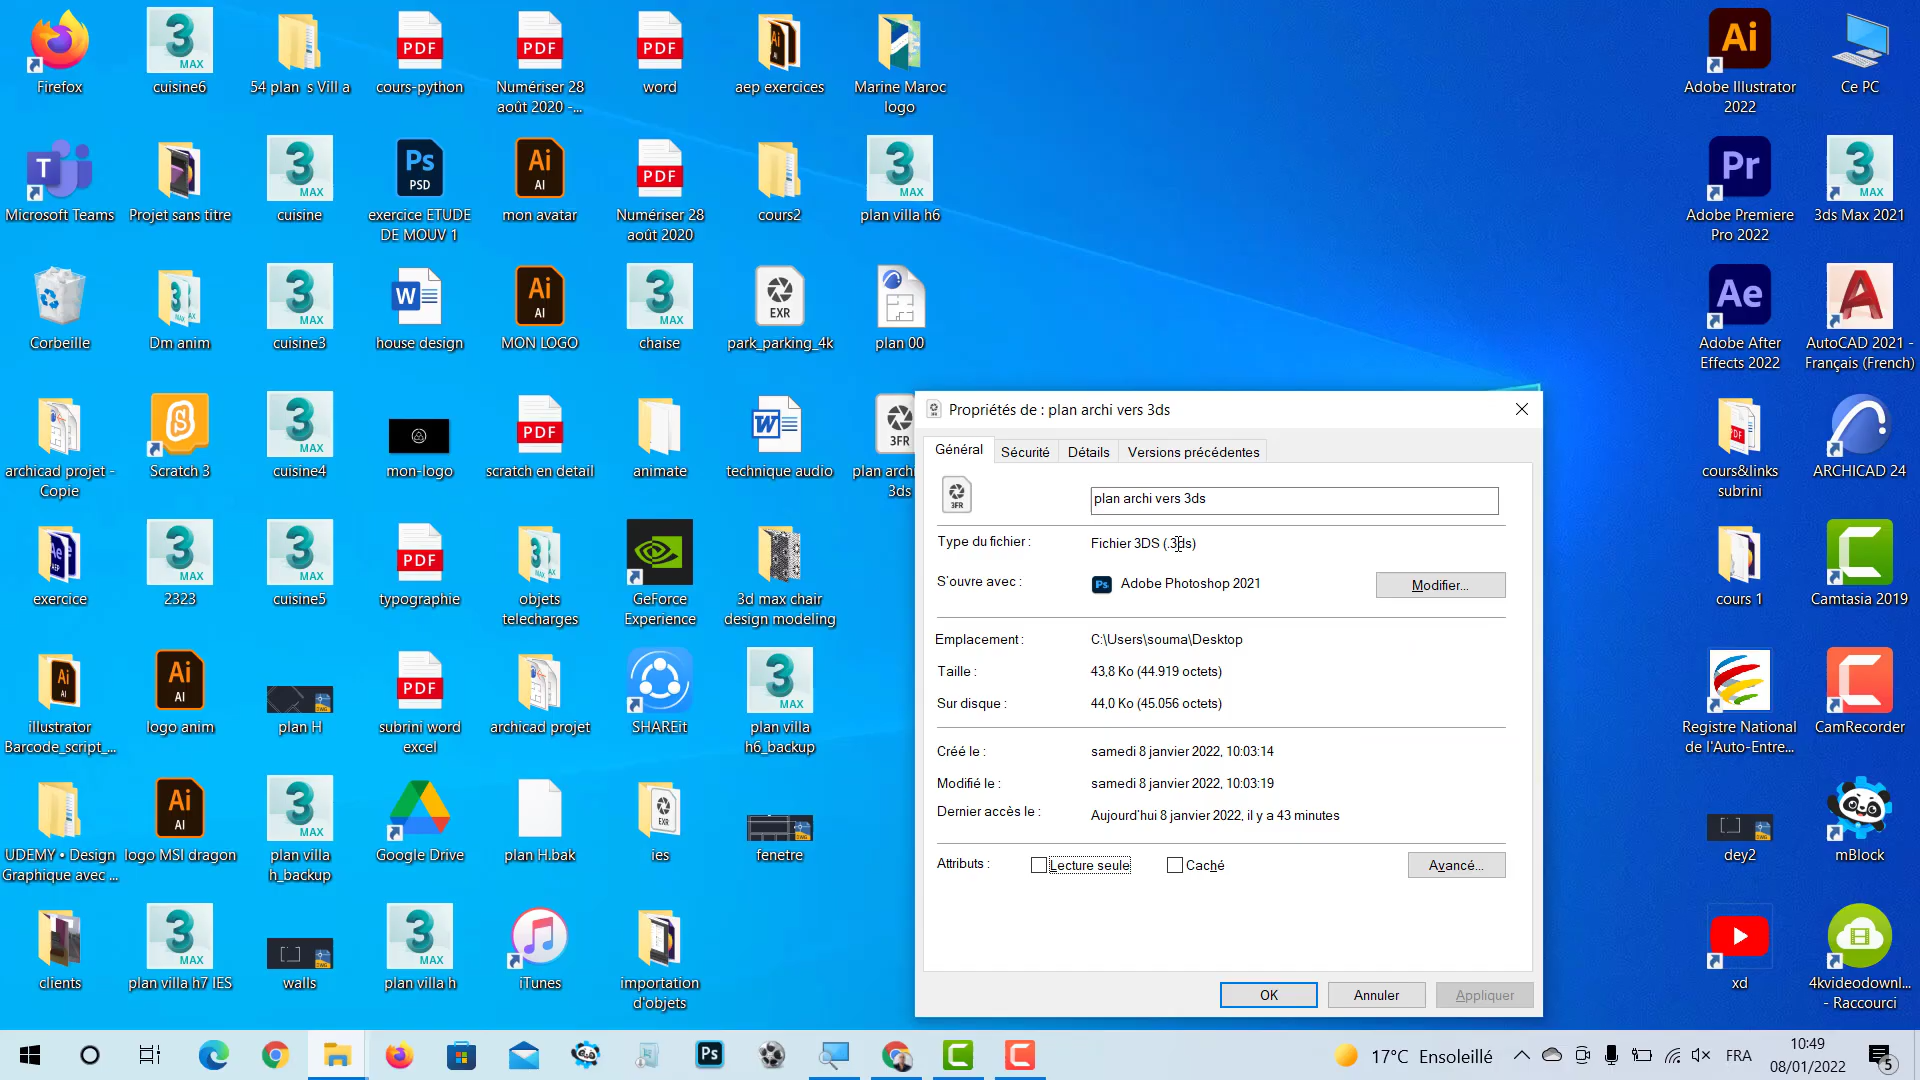 Firefox
cuisine6
54 plan  s Vill a
cours-python
Numériser 28
août 2020 -...
word
aep exercices
Marine Maroc
logo
Adobe Illustrator
2022
Ce PC
Microsoft Teams
Projet sans titre
cuisine
exercice ETUDE
DE MOUV 1
mon avatar
Numériser 28
août 2020
cours2
plan villa h6
Adobe Premiere
Pro 2022
3ds Max 2021
Corbeille
Dm anim
cuisine3
house design
MON LOGO
chaise
park_parking_4k
plan 00
Adobe After
Effects 2022
AutoCAD 2021 -
Français (French)
archicad projet -
Copie
Scratch 3
cuisine4
mon-logo
scratch en detail
animate
technique audio
plan arch
3ds
cours&links
subrini
ARCHICAD 24
exercice
2323
cuisine5
typographie
objets
telecharges
GeForce
Experience
3d max chair
design modeling
cours 1
Camtasia 2019
illustrator
Barcode_script_...
logo anim
plan H
subrini word
excel
archicad projet
SHAREit
plan villa
h6_backup
Registre National
de l'Auto-Entre...
CamRecorder
UDEMY • Design
Graphique avec ...
logo MSI dragon
plan villa
h_backup
Google Drive
plan H.bak
ies
fenetre
dey2
mBlock
clients
plan villa h7 IES
walls
plan villa h
iTunes
importation
d'objets
xd
4kvideodownl...
- Raccourci
Propriétés de : plan archi vers 3ds
Général
Sécurité
Détails
Versions précédentes
3FR
plan archi vers 3ds
Type du fichier :
Fichier 3DS (.3ds)
S'ouvre avec :
Ps
Adobe Photoshop 2021
Modifier...
Emplacement :
C:\Users\souma\Desktop
Taille :
43,8 Ko (44.919 octets)
Sur disque :
44,0 Ko (45.056 octets)
Créé le :
samedi 8 janvier 2022, 10:03:14
Modifié le :
samedi 8 janvier 2022, 10:03:19
Dernier accès le :
Aujourd'hui 8 janvier 2022, il y a 43 minutes
Attributs :
Lecture seule
Caché
Avancé...
OK
Annuler
Appliquer
17°C Ensoleillé
FRA
10:49
08/01/2022
5